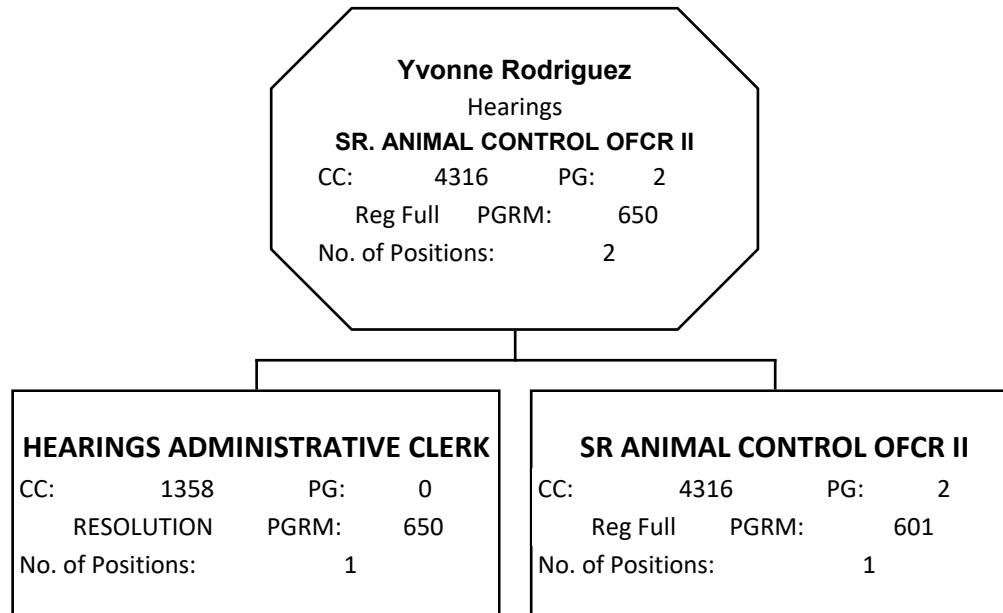 Yvonne Rodriguez
Hearings
SR. ANIMAL CONTROL OFCR II
CC: 4316 PG: 2
Reg Full PGRM: 650
No. of Positions: 2
HEARINGS ADMINISTRATIVE CLERK
CC: 1358 PG: 0
RESOLUTION PGRM: 650
No. of Positions: 1
SR ANIMAL CONTROL OFCR II
CC: 4316 PG: 2
Reg Full PGRM: 601
No. of Positions: 1